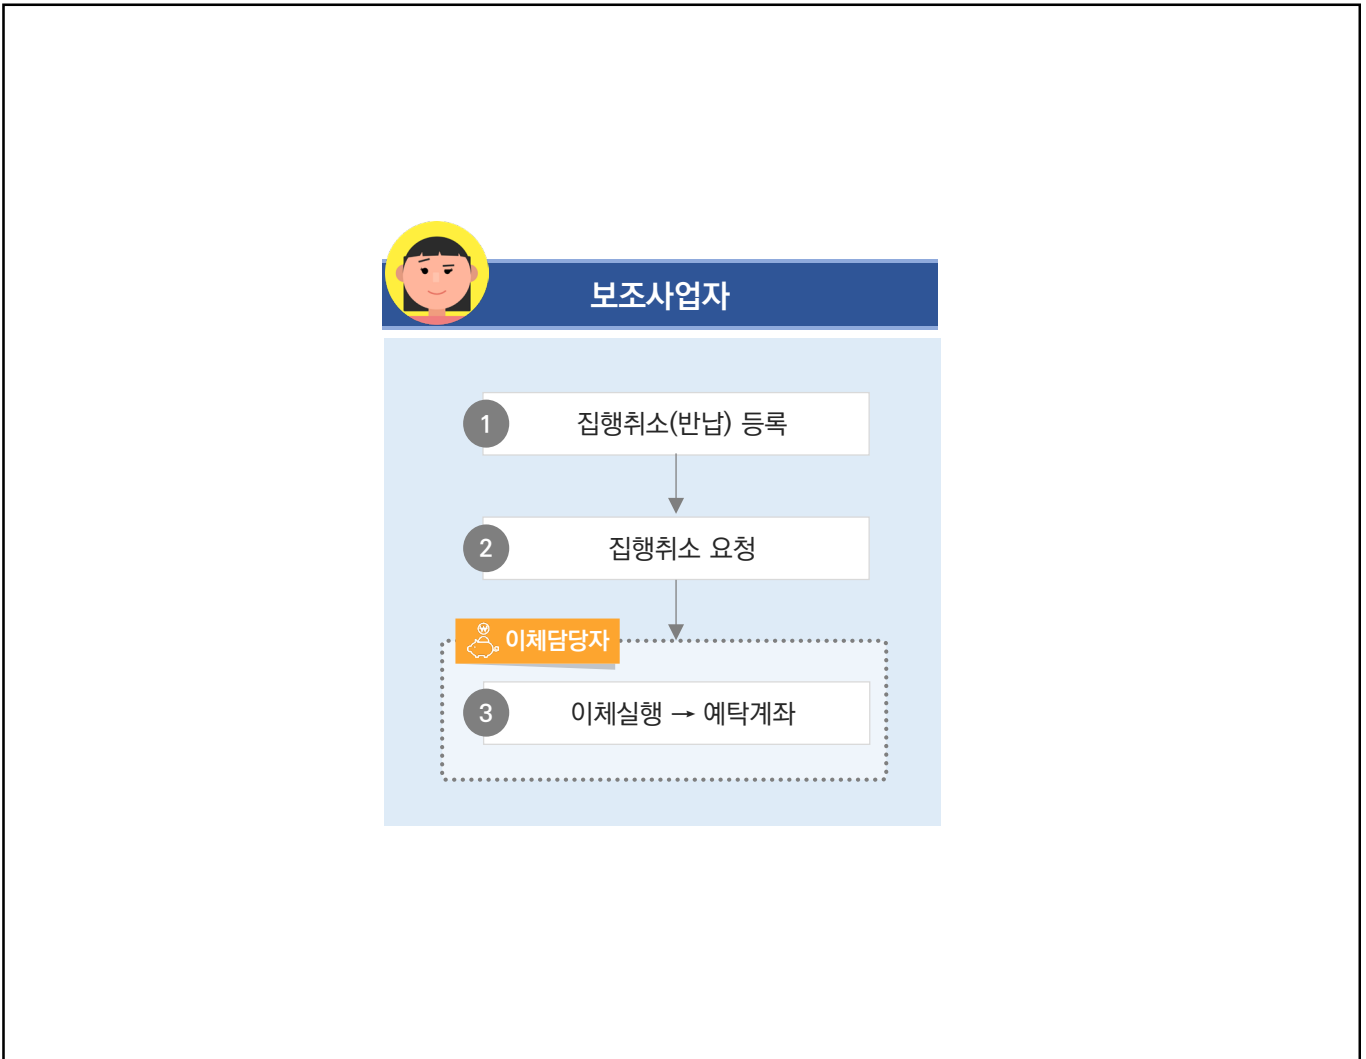 보조사업자
1 집행취소(반납) 등록
2 집행취소 요청
이체담당자
3 이체실행 → 예탁계좌